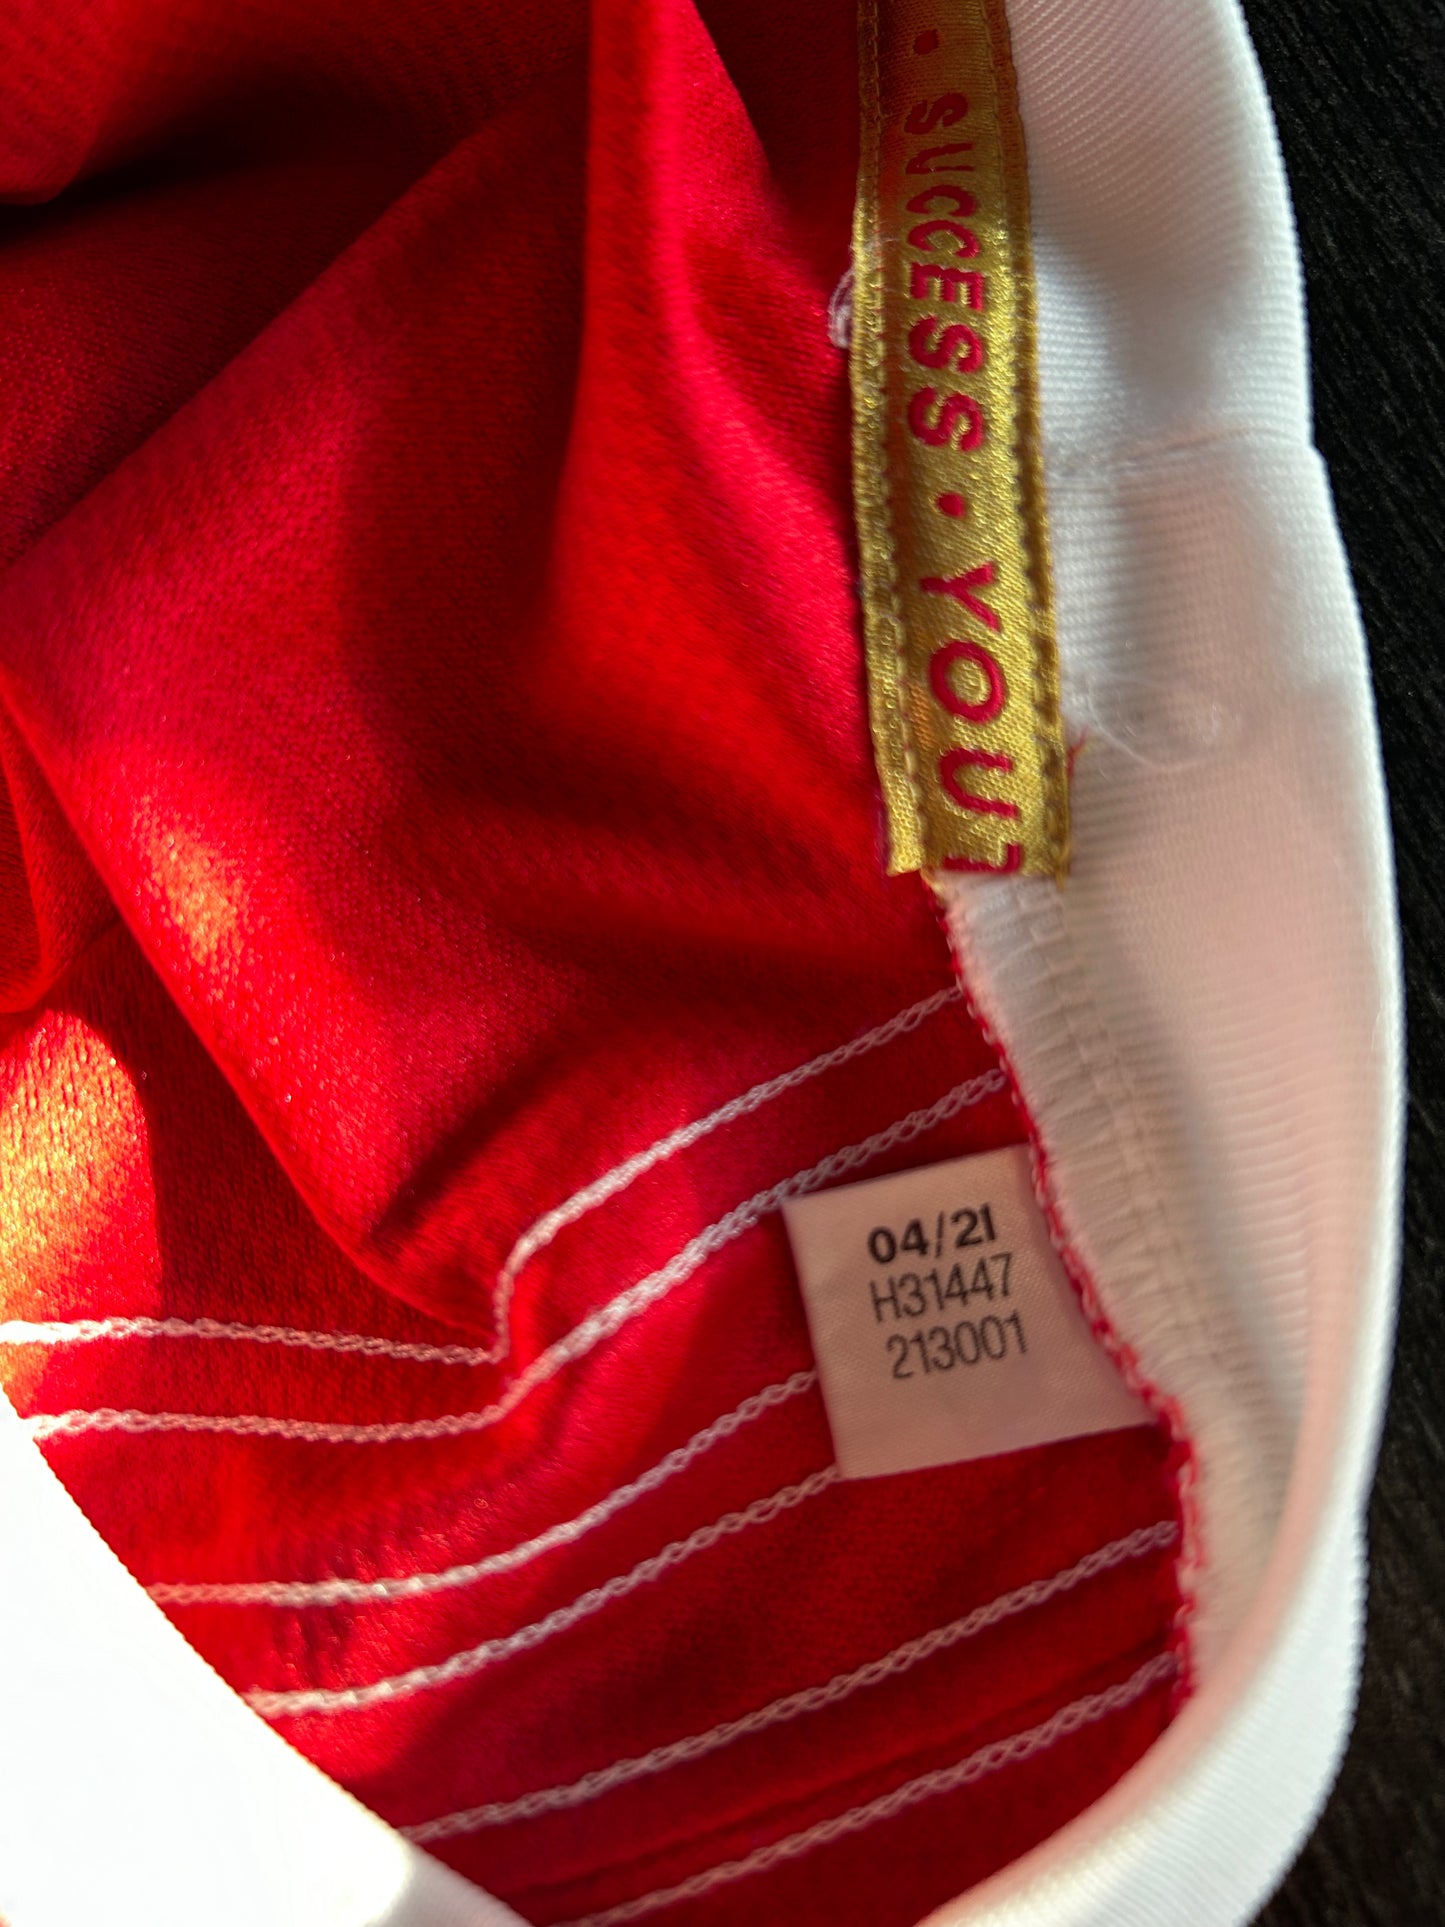 • SUCCESS • YOU
04/21
H31447
213001